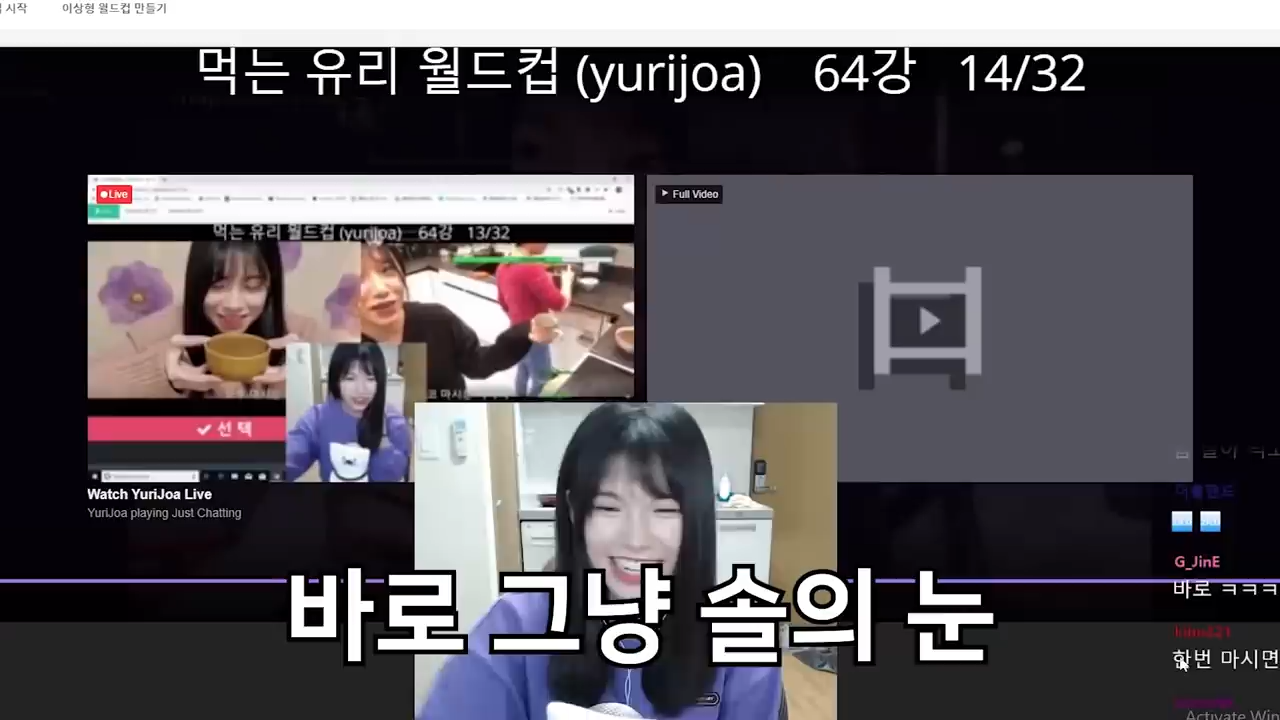 시작 이상형 월드컵 만들기
먹는 유리 월드컵 (yurijoa) 64강 14/32
Live
Full Video
먹는 유리 월드컵 (yurijoa) 64강 13/32
선택
Watch YuriJoa Live
YuriJoa playing Just Chatting
G_JinE
바로 ㅋㅋㅋ
한번 마시면
바로 그냥 솔의 눈
Activate Win